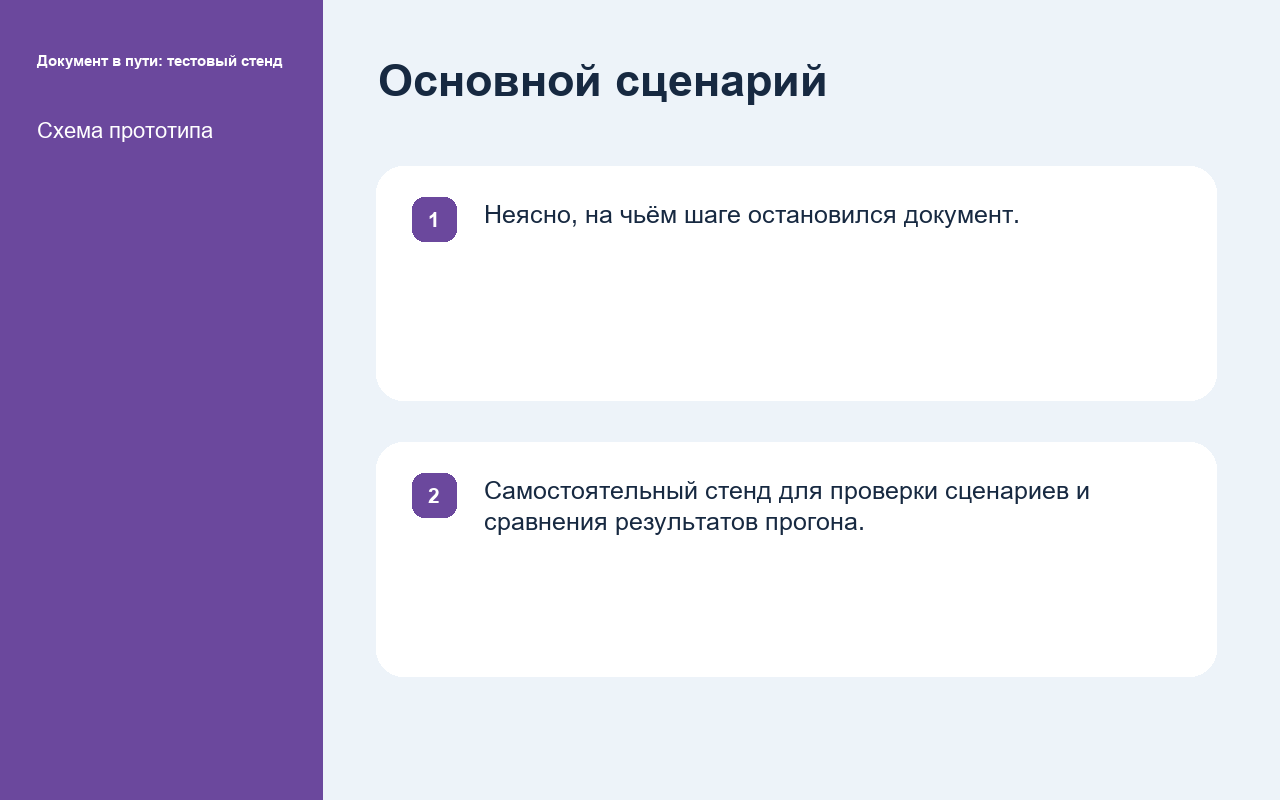 Документ в пути: тестовый стенд
Схема прототипа
Основной сценарий
1
Неясно, на чьём шаге остановился документ.
2
Самостоятельный стенд для проверки сценариев и
сравнения результатов прогона.